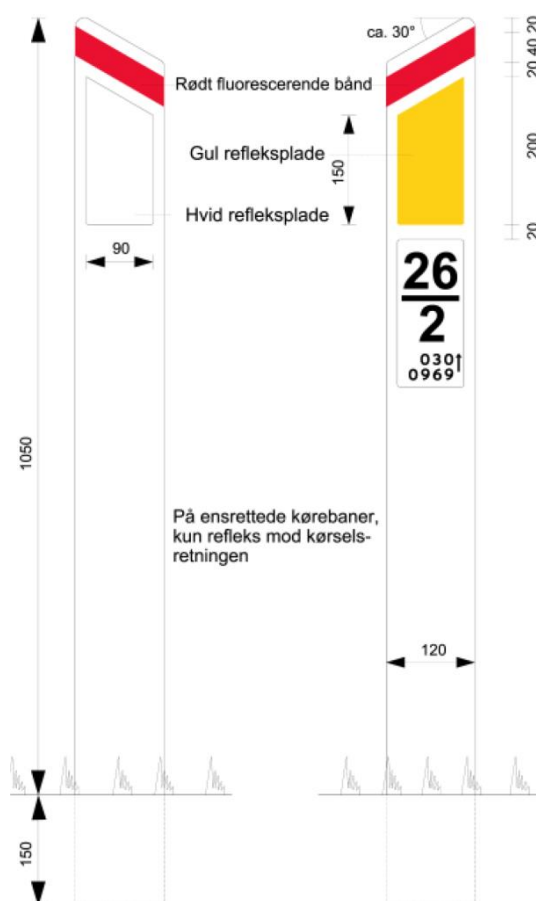 ca. 30°
20
40
20
Rødt fluorescerende bånd
Gul refleksplade
150
200
Hvid refleksplade
20
90
26
2
030↑
0969
1050
På ensrettede kørebaner,
kun refleks mod kørsels-
retningen
120
150